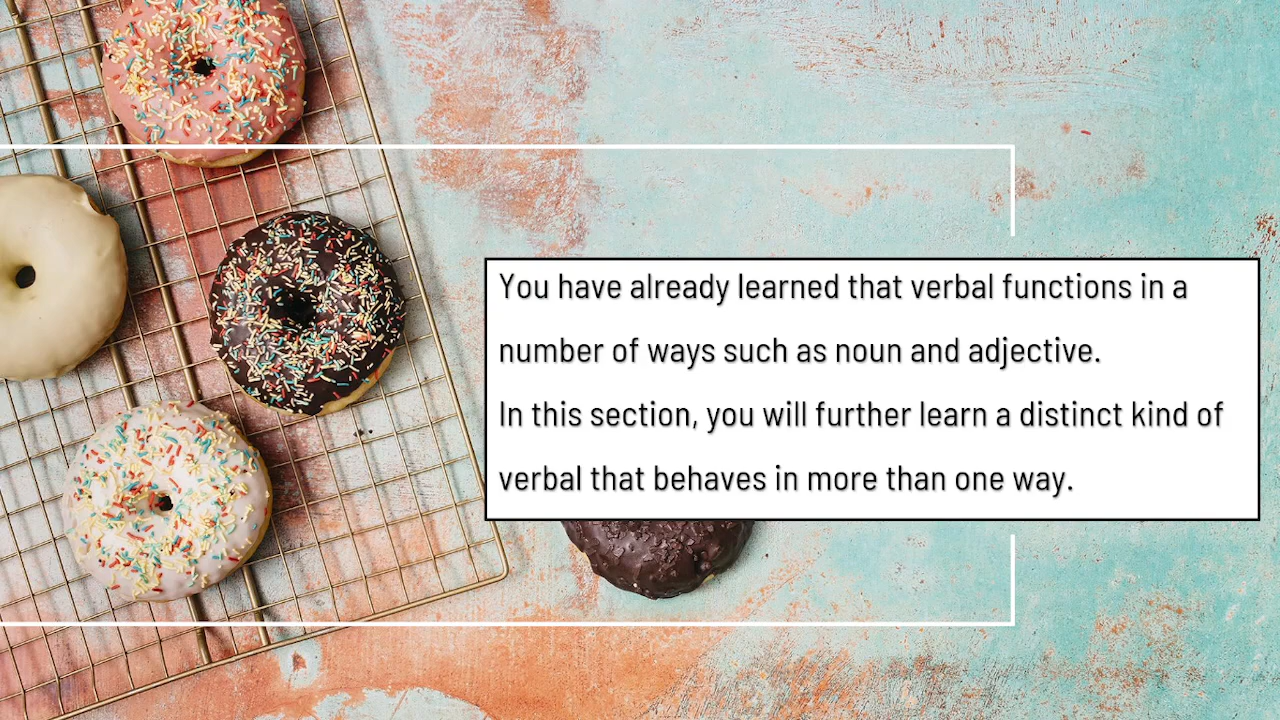 You have already learned that verbal functions in a
number of ways such as noun and adjective.
In this section, you will further learn a distinct kind of
verbal that behaves in more than one way.